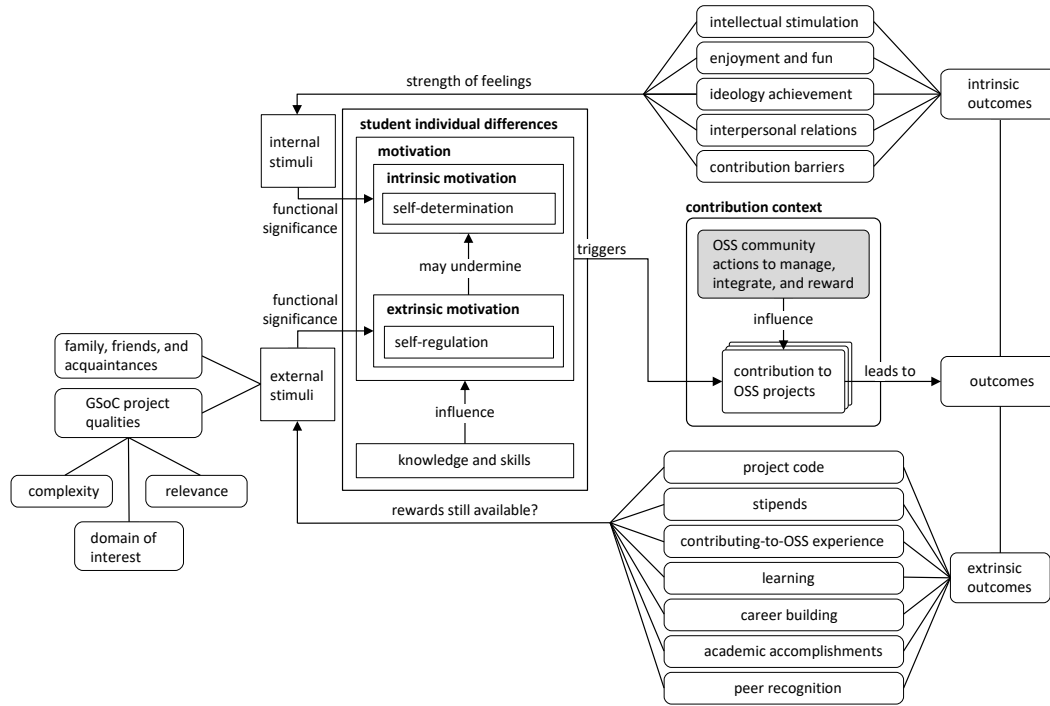 intellectual stimulation
enjoyment and fun
ideology achievement
interpersonal relations
contribution barriers
intrinsic
outcomes
strength of feelings
internal
stimuli
student individual differences
motivation
intrinsic motivation
self-determination
functional
significance
may undermine
extrinsic motivation
self-regulation
functional
significance
influence
knowledge and skills
triggers
contribution context
OSS community
actions to manage,
integrate, and reward
influence
contribution to
OSS projects
leads to
outcomes
family, friends, and
acquaintances
GSoC project
qualities
external
stimuli
complexity
relevance
domain of
interest
rewards still available?
project code
stipends
contributing-to-OSS experience
learning
career building
academic accomplishments
peer recognition
extrinsic
outcomes